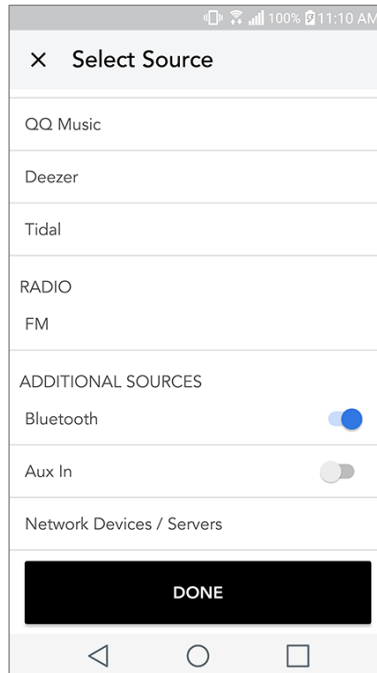 100% 11:10 AM
Select Source
QQ Music
Deezer
Tidal
RADIO
FM
ADDITIONAL SOURCES
Bluetooth
Aux In
Network Devices / Servers
DONE